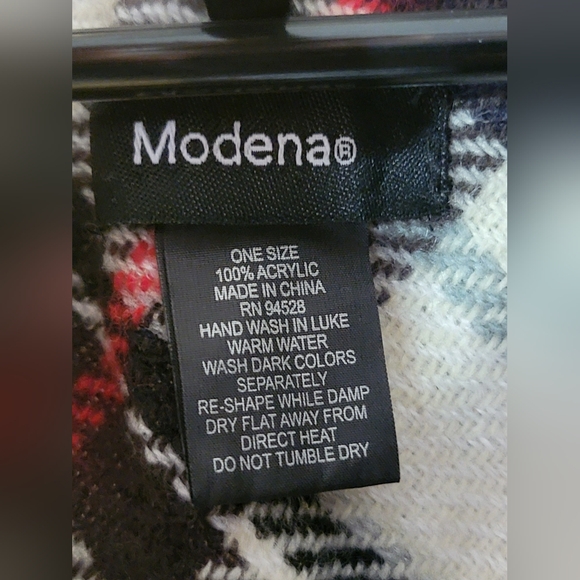 Modena®
ONE SIZE
100% ACRYLIC
MADE IN CHINA
RN 94528
HAND WASH IN LUKE
WARM WATER
WASH DARK COLORS
SEPARATELY
RE-SHAPE WHILE DAMP
DRY FLAT AWAY FROM
DIRECT HEAT
DO NOT TUMBLE DRY